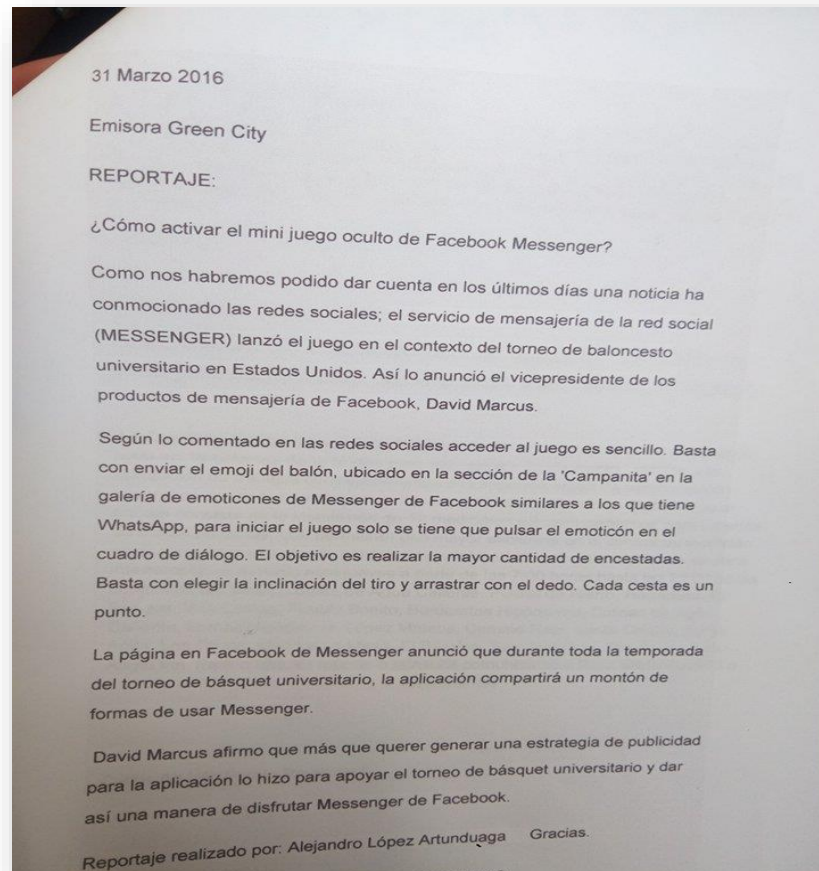 31 Marzo 2016
Emisora Green City
REPORTAJE:
¿Cómo activar el mini juego oculto de Facebook Messenger?
Como nos habremos podido dar cuenta en los últimos días una noticia ha
conmocionado las redes sociales; el servicio de mensajería de la red social
(MESSENGER) lanzó el juego en el contexto del torneo de baloncesto
universitario en Estados Unidos. Así lo anunció el vicepresidente de los
productos de mensajería de Facebook, David Marcus.
Según lo comentado en las redes sociales acceder al juego es sencillo. Basta
con enviar el emoji del balón, ubicado en la sección de la 'Campanita' en la
galería de emoticones de Messenger de Facebook similares a los que tiene
WhatsApp, para iniciar el juego solo se tiene que pulsar el emoticón en el
cuadro de diálogo. El objetivo es realizar la mayor cantidad de encestadas.
Basta con elegir la inclinación del tiro y arrastrar con el dedo. Cada cesta es un
punto.
La página en Facebook de Messenger anunció que durante toda la temporada
del torneo de básquet universitario, la aplicación compartirá un montón de
formas de usar Messenger.
David Marcus afirmo que más que querer generar una estrategia de publicidad
para la aplicación lo hizo para apoyar el torneo de básquet universitario y dar
así una manera de disfrutar Messenger de Facebook.
Reportaje realizado por: Alejandro López Artunduaga Gracias.